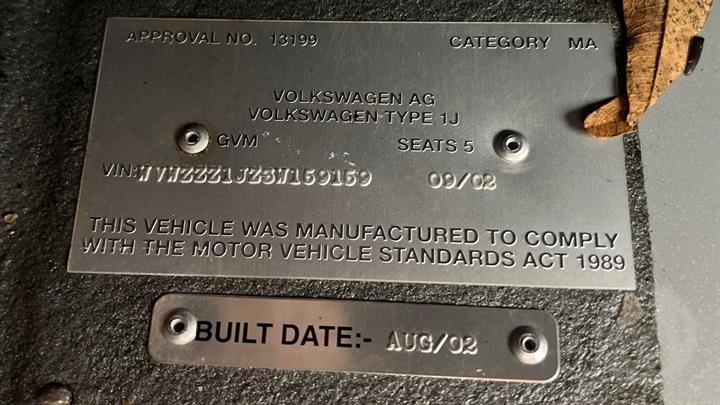 APPROVAL NO. 13199 CATEGORY MA
VOLKSWAGEN AG
VOLKSWAGEN TYPE 1J
GVM SEATS 5
VIN:WVWZZZ1JZ3W159159 09/02
THIS VEHICLE WAS MANUFACTURED TO COMPLY
WITH THE MOTOR VEHICLE STANDARDS ACT 1989
BUILT DATE:- AUG/02